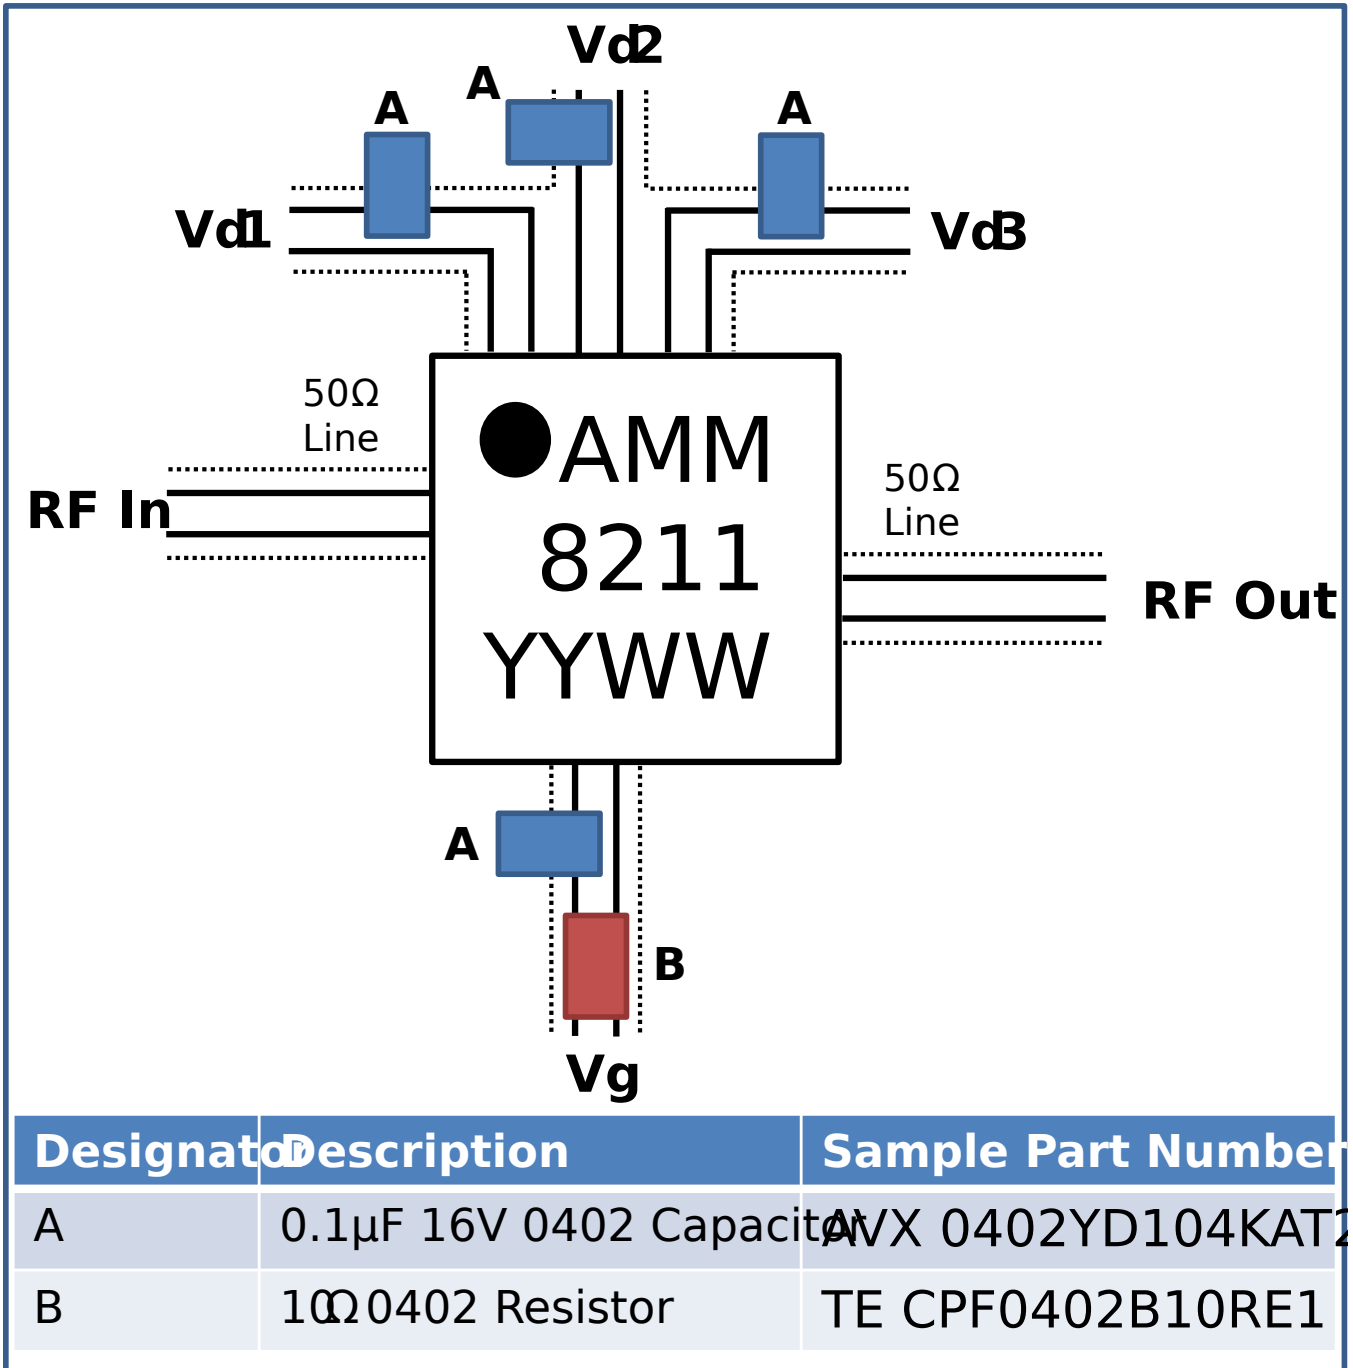 Vd2
A
A
A
Vd1
Vd3
50Ω
Line
AMM
8211
YYWW
RF In
50Ω
Line
RF Out
A
B
Vg
Designator Description Sample Part Number
A 0.1µF 16V 0402 Capacitor AVX 0402YD104KAT2
B 10Ω 0402 Resistor TE CPF0402B10RE1